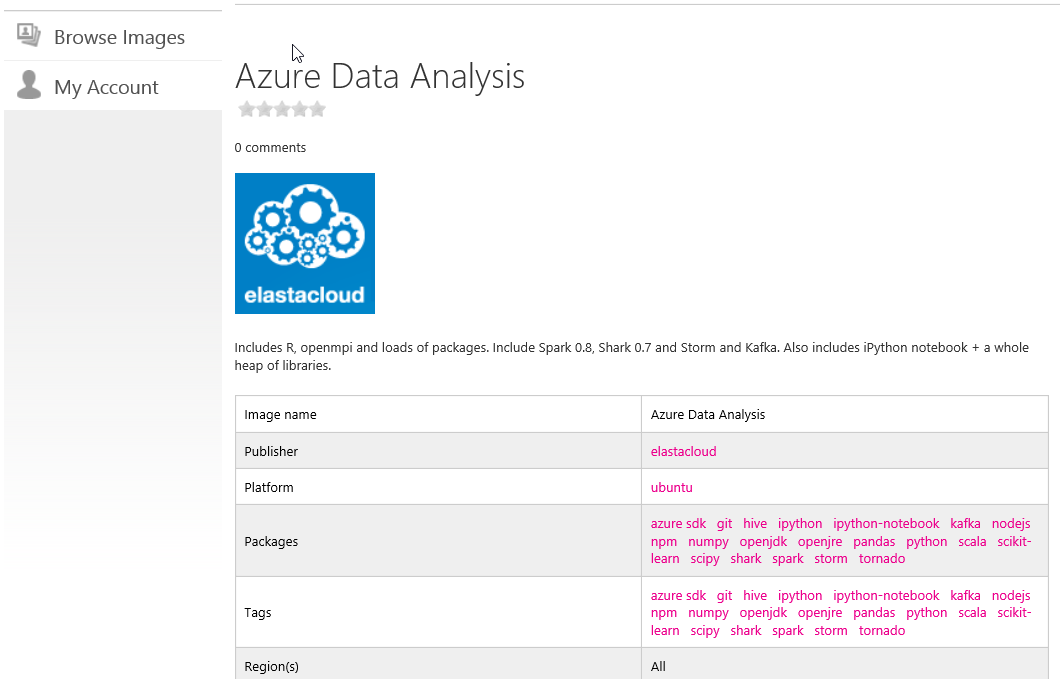 Browse Images
My Account
Azure Data Analysis
0 comments
elastacloud
Includes R, openmpi and loads of packages. Include Spark 0.8, Shark 0.7 and Storm and Kafka. Also includes iPython notebook + a whole
heap of libraries.
Image name Azure Data Analysis
Publisher elastacloud
Platform ubuntu
Packages
azure sdk git hive ipython ipython-notebook kafka nodejs
npm numpy openjdk openjre pandas python scala scikit-
learn scipy shark spark storm tornado
Tags
azure sdk git hive ipython ipython-notebook kafka nodejs
npm numpy openjdk openjre pandas python scala scikit-
learn scipy shark spark storm tornado
Region(s) All